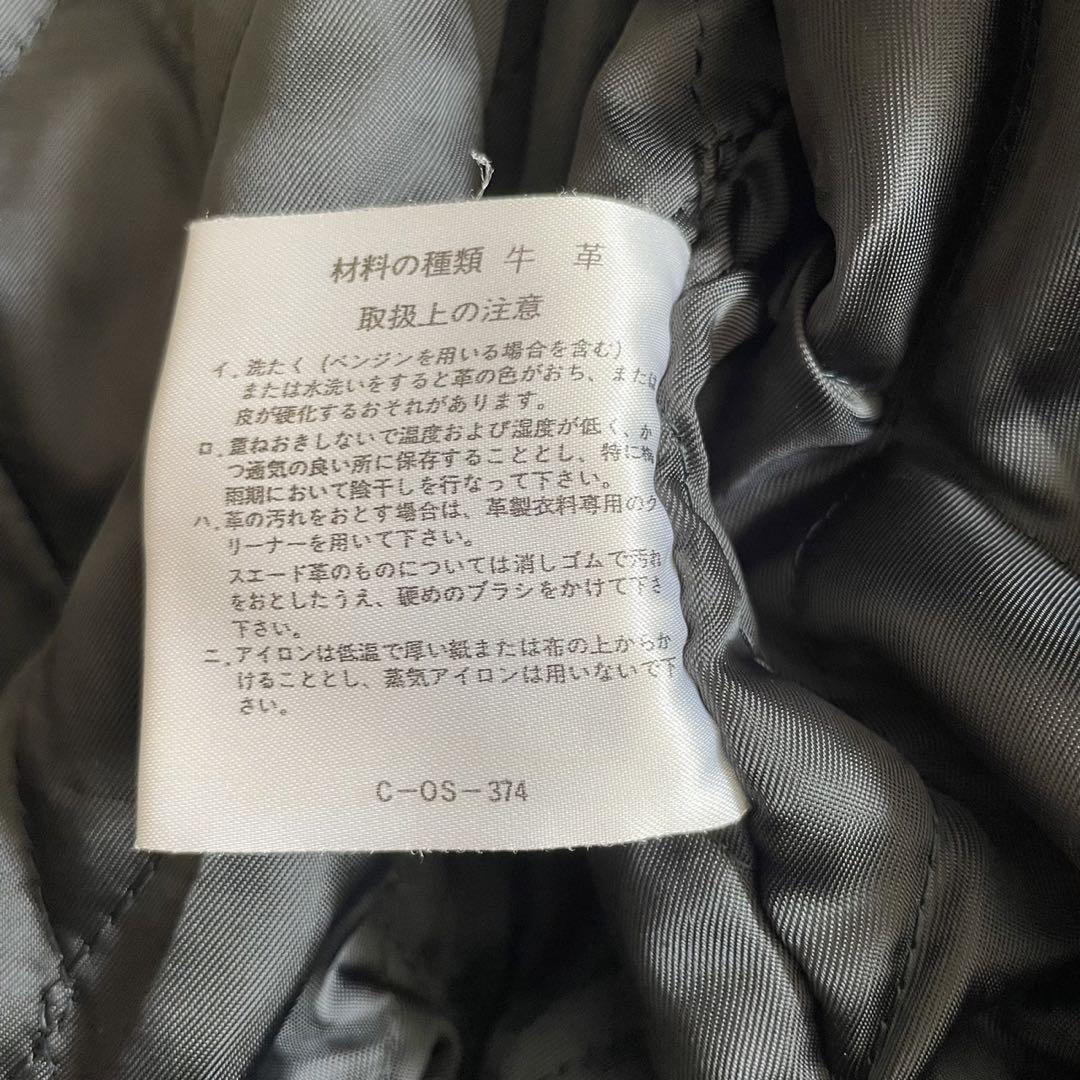 材料の種類 牛 革
取扱上の注意
イ. 洗たく (ベンジンを用いる場合を含む)
または水洗いをすると革の色がおち、または
皮が硬化するおそれがあります。
ロ. 重ねおきしないで温度および湿度が低く、か
つ通気の良い所に保存することとし、特に梅
雨期において陰干しを行なって下さい。
ハ. 革の汚れをおとす場合は、革製衣料専用のク
リーナーを用いて下さい。
スエード革のものについては消しゴムで汚れ
をおとしたうえ、硬めのブラシをかけて下さ
下さい。
ニ. アイロンは低温で厚い紙または布の上からか
けることとし、蒸気アイロンは用いないで下
さい。
C-OS-374